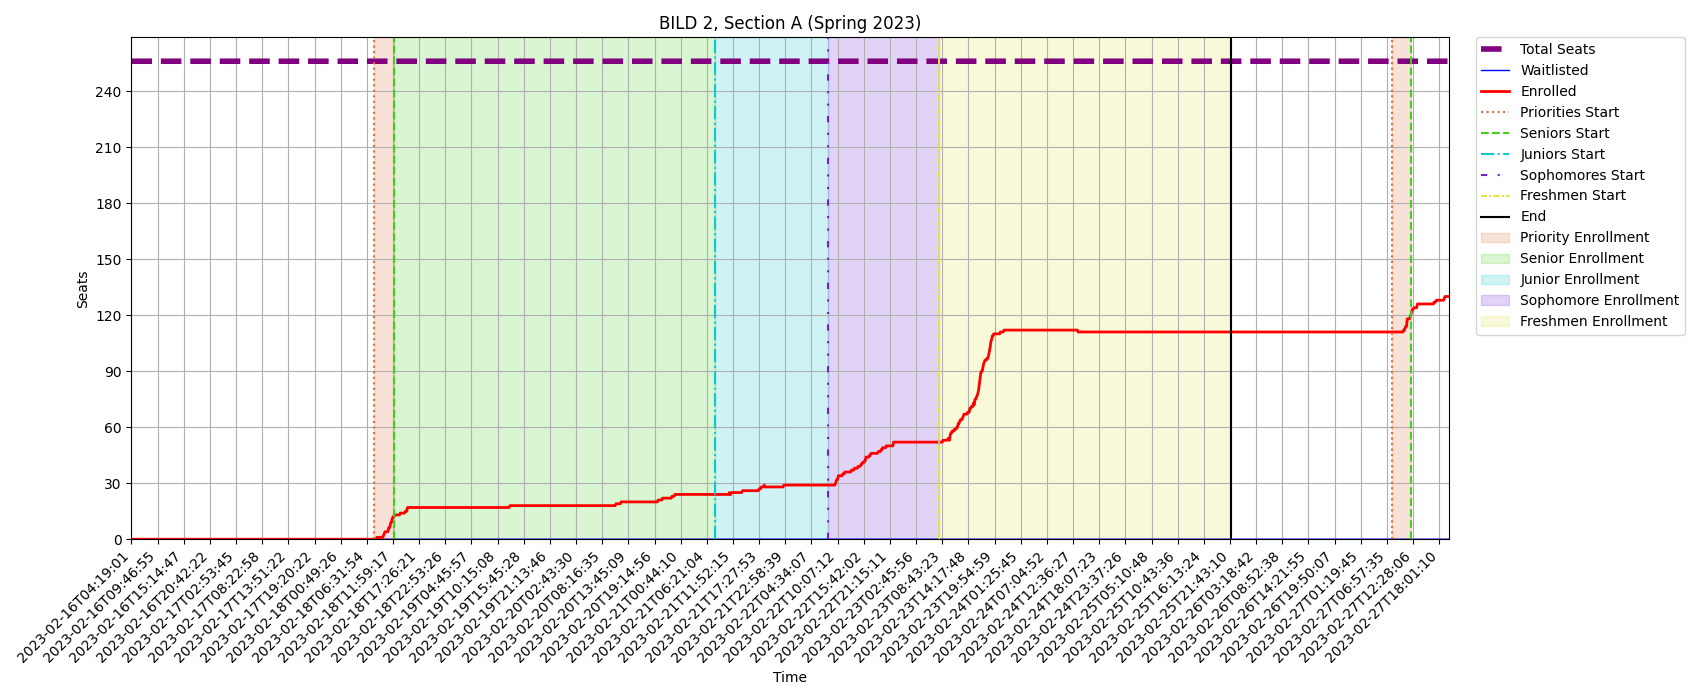 BILD 2, Section A (Spring 2023)
Seats
240
210
180
150
120
90
60
30
0
2023-02-16T04:19:01
2023-02-16T09:46:55
2023-02-16T15:14:47
2023-02-16T20:42:22
2023-02-17T02:53:45
2023-02-17T08:22:58
2023-02-17T13:51:22
2023-02-17T19:20:22
2023-02-18T00:49:26
2023-02-18T06:31:54
2023-02-18T11:59:17
2023-02-18T17:26:21
2023-02-18T22:53:26
2023-02-19T04:45:57
2023-02-19T10:15:08
2023-02-19T15:45:28
2023-02-19T21:13:46
2023-02-20T02:43:30
2023-02-20T08:16:35
2023-02-20T13:45:09
2023-02-20T19:14:56
2023-02-21T00:44:10
2023-02-21T06:21:04
2023-02-21T11:52:15
2023-02-21T17:27:53
2023-02-21T22:58:39
2023-02-22T04:34:07
2023-02-22T10:07:12
2023-02-22T15:42:02
2023-02-22T21:15:11
2023-02-23T02:45:56
2023-02-23T08:43:23
2023-02-23T14:17:48
2023-02-23T19:54:59
2023-02-24T01:25:45
2023-02-24T07:04:52
2023-02-24T12:36:27
2023-02-24T18:07:23
2023-02-24T23:37:26
2023-02-25T05:10:48
2023-02-25T10:43:36
2023-02-25T16:13:24
2023-02-25T21:43:10
2023-02-26T03:18:42
2023-02-26T08:52:38
2023-02-26T14:21:55
2023-02-26T19:50:07
2023-02-27T01:19:45
2023-02-27T06:57:35
2023-02-27T12:28:06
2023-02-27T18:01:10
Time
Total Seats
Waitlisted
Enrolled
Priorities Start
Seniors Start
Juniors Start
Sophomores Start
Freshmen Start
End
Priority Enrollment
Senior Enrollment
Junior Enrollment
Sophomore Enrollment
Freshmen Enrollment